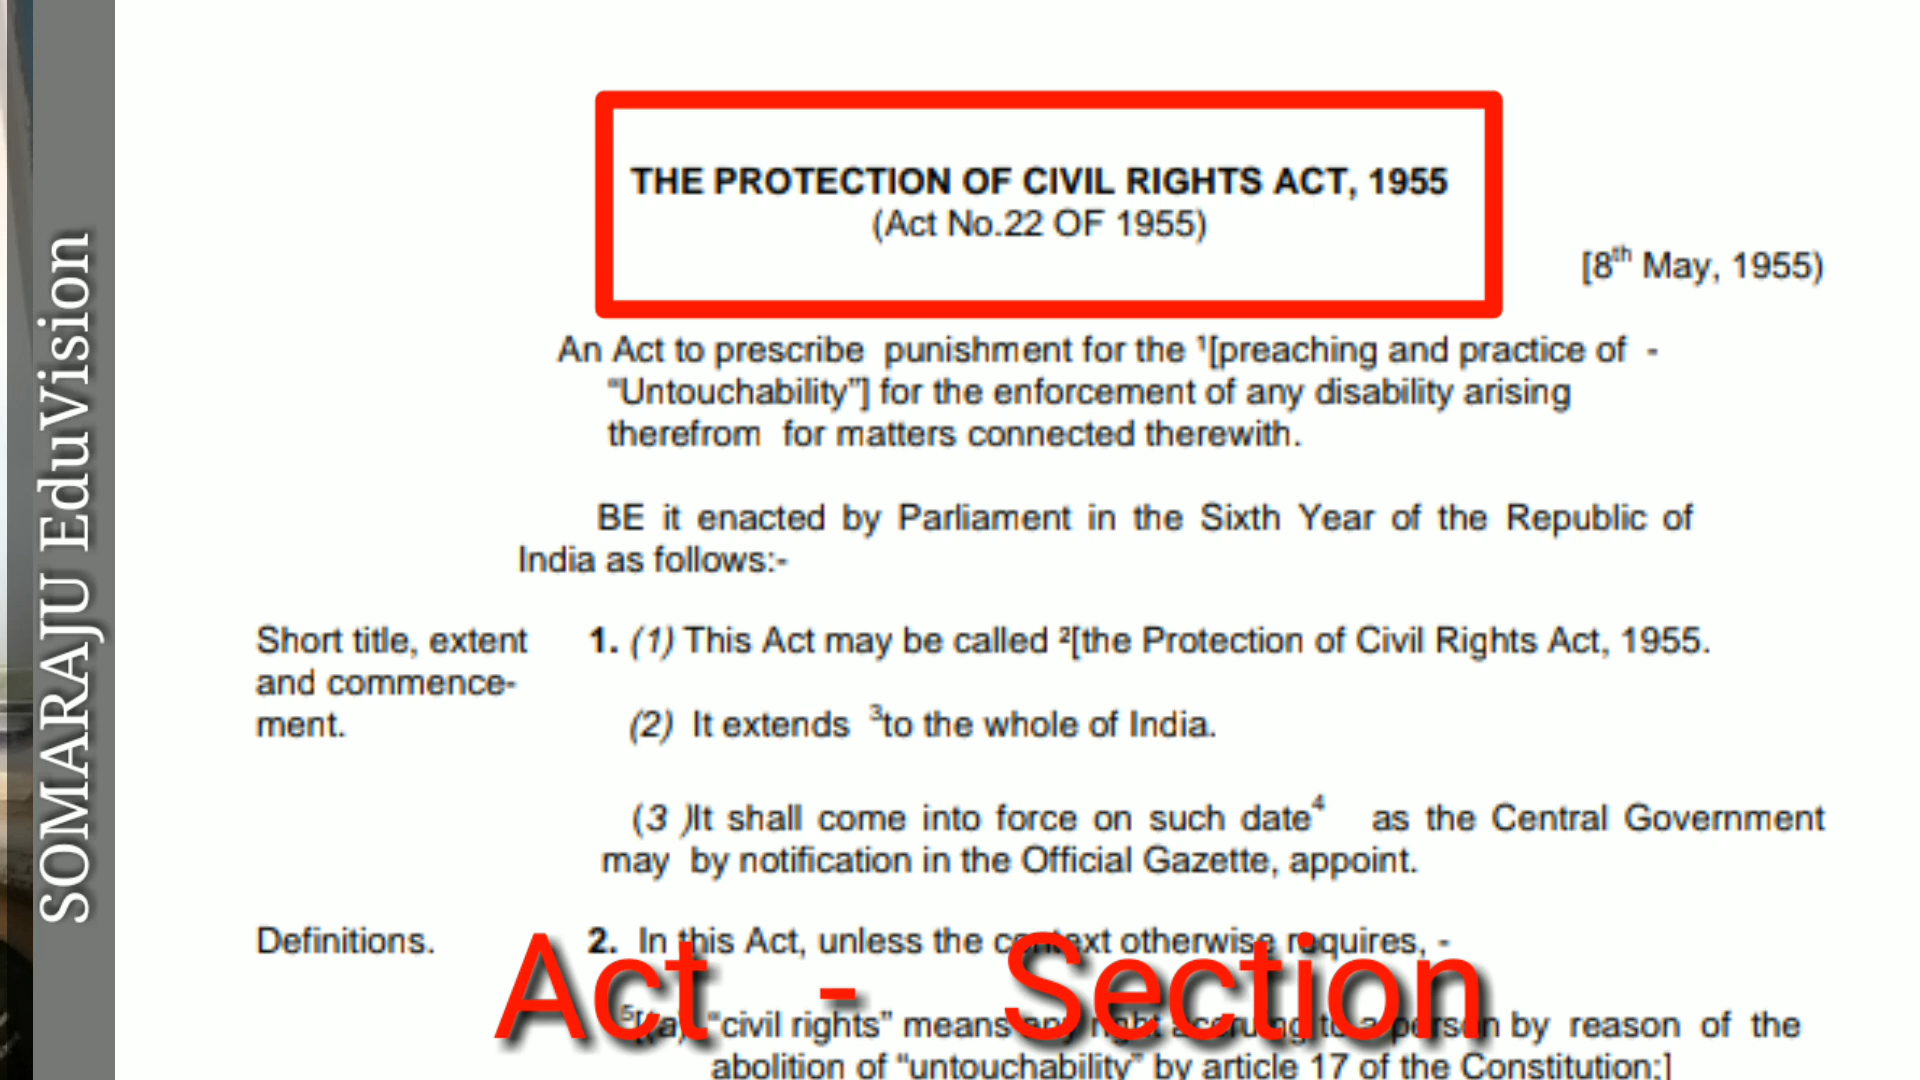 SOMARAJU EduVision
THE PROTECTION OF CIVIL RIGHTS ACT, 1955
(Act No.22 OF 1955)
[8th May, 1955)
An Act to prescribe punishment for the 1[preaching and practice of -
“Untouchability”] for the enforcement of any disability arising
therefrom for matters connected therewith.
BE it enacted by Parliament in the Sixth Year of the Republic of
India as follows:-
Short title, extent
and commence-
ment.
1. (1) This Act may be called 2[the Protection of Civil Rights Act, 1955.
(2) It extends 3to the whole of India.
(3 )It shall come into force on such date4 as the Central Government
may by notification in the Official Gazette, appoint.
Definitions.
2. In this Act, unless the context otherwise requires, -
5[(a) “civil rights” means any right accruing to a person by reason of the
abolition of “untouchability” by article 17 of the Constitution;]
Act - Section